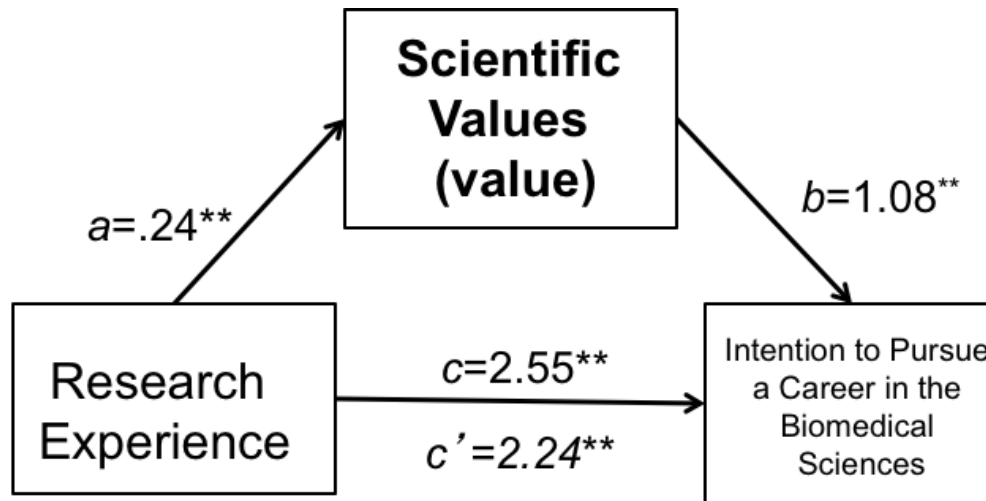 Scientific
Values
(value)
a=.24**
b=1.08**
Research
Experience
c=2.55**
c’=2.24**
Intention to Pursue
a Career in the
Biomedical
Sciences